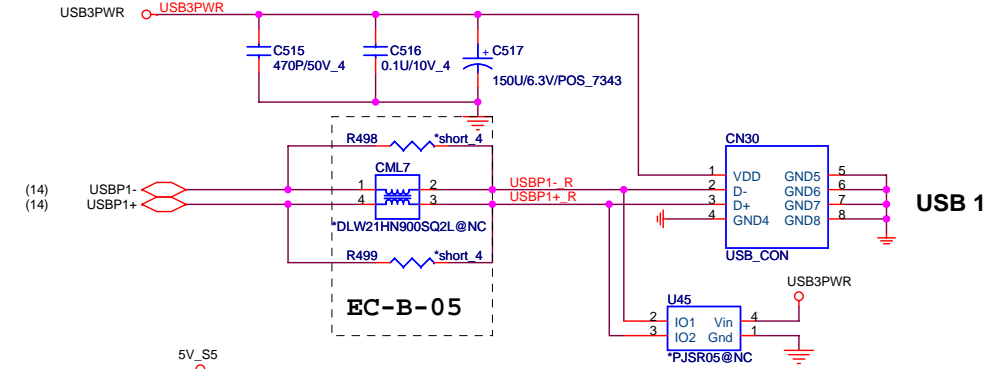 USB3PWR
USB3PWR
C515
470P/50V_4
C516
0.1U/10V_4
+
C517
150U/6.3V/POS_7343
R498
*short_4
CML7
(14)
USBP1-
1
2
USBP1-_R
(14)
USBP1+
4
3
USBP1+_R
*DLW21HN900SQ2L@NC
R499
*short_4
EC-B-05
CN30
1
VDD
GND5
5
2
D-
GND6
6
3
D+
GND7
7
4
GND4
GND8
8
USB_CON
USB 1
USB3PWR
U45
2
IO1
Vin
4
3
IO2
Gnd
1
*PJSR05@NC
5V_S5